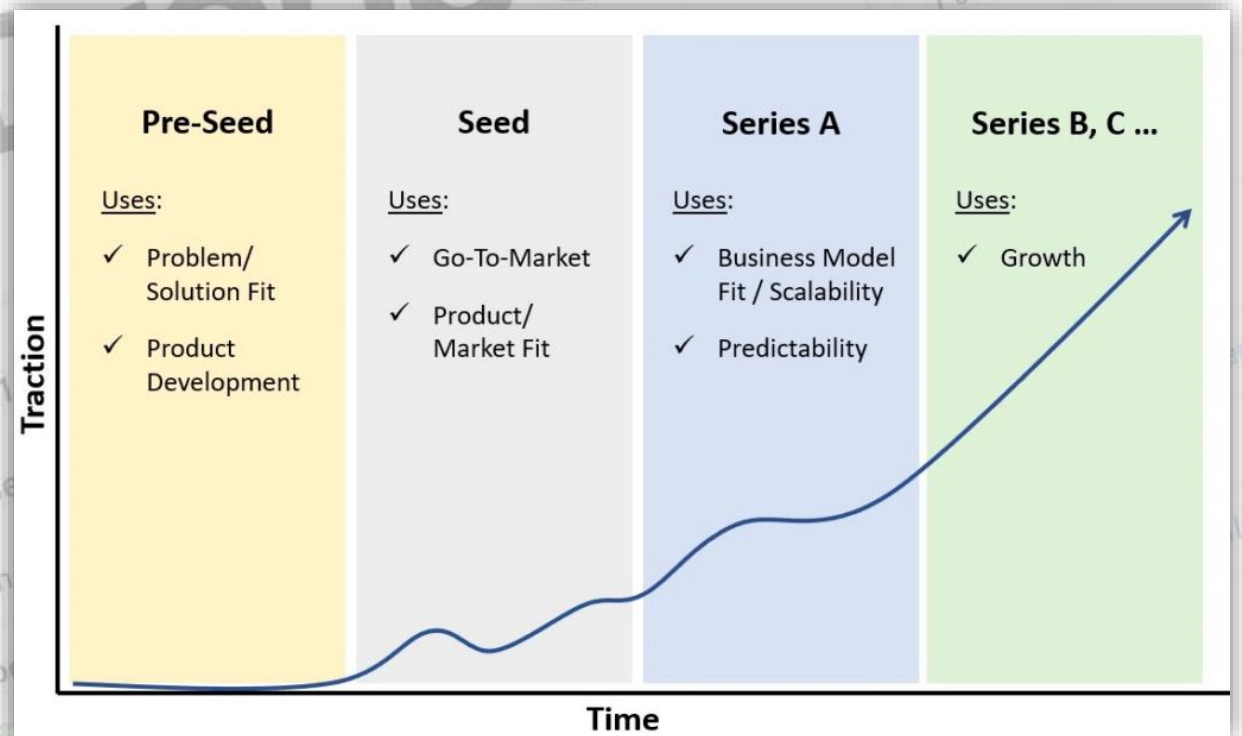 Pre-Seed
Uses:
✓ Problem/
Solution Fit
✓ Product
Development
Seed
Uses:
✓ Go-To-Market
✓ Product/
Market Fit
Series A
Uses:
✓ Business Model
Fit / Scalability
✓ Predictability
Series B, C ...
Uses:
✓ Growth
Traction
Time